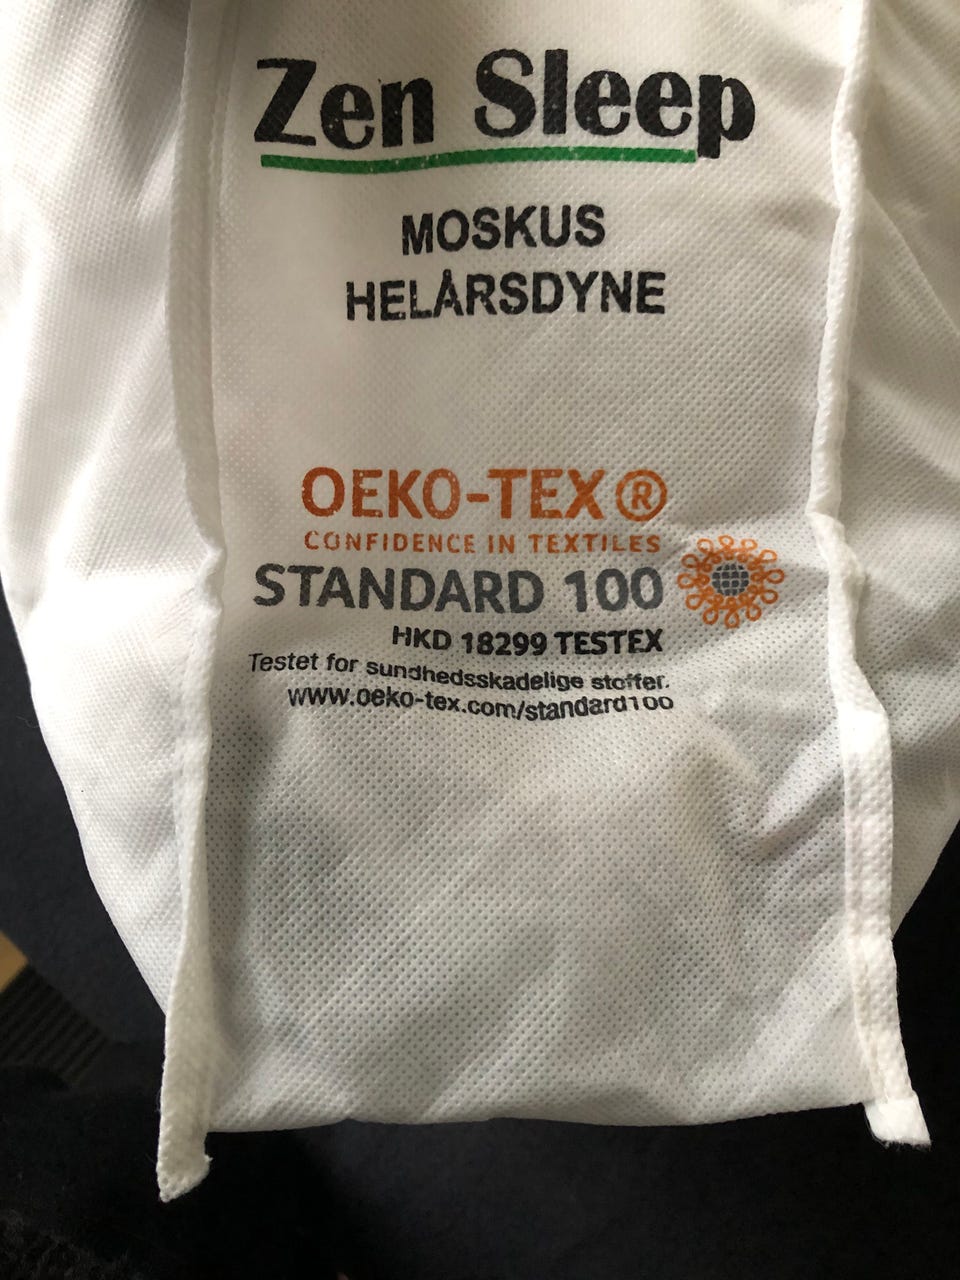 Zen Sleep
MOSKUS
HELÅRSDYNE
OEKO-TEX®
CONFIDENCE IN TEXTILES
STANDARD 100
HKD 18299 TESTEX
Testet for sundhedsskadelige stoffer.
www.oeko-tex.com/standard100